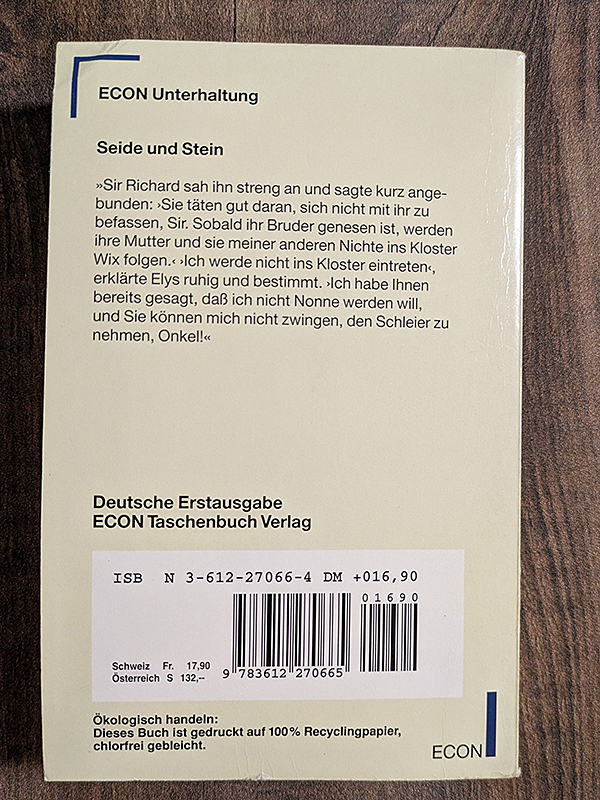 ECON Unterhaltung
Seide und Stein
»Sir Richard sah ihn streng an und sagte kurz ange-
bunden: ›Sie täten gut daran, sich nicht mit ihr zu
befassen, Sir. Sobald ihr Bruder genesen ist, werden
ihre Mutter und sie meiner anderen Nichte ins Kloster
Wix folgen.‹ ›Ich werde nicht ins Kloster eintreten‹,
erklärte Elys ruhig und bestimmt. ›Ich habe Ihnen
bereits gesagt, daß ich nicht Nonne werden will,
und Sie können mich nicht zwingen, den Schleier zu
nehmen, Onkel!«
Deutsche Erstausgabe
ECON Taschenbuch Verlag
ISB N 3-612-27066-4 DM +016,90
01690
Schweiz Fr. 17,90
Österreich S 132,--
9 783612 270665
Ökologisch handeln:
Dieses Buch ist gedruckt auf 100% Recyclingpapier,
chlorfrei gebleicht.
ECON